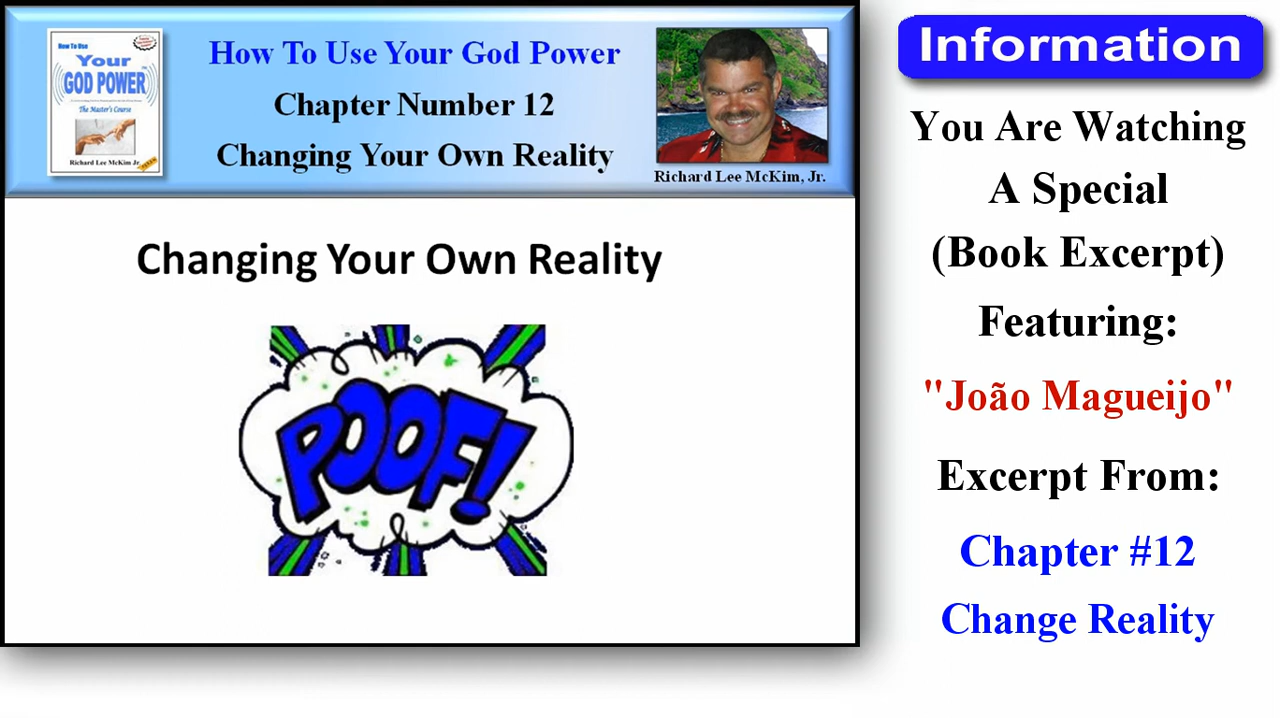 How To Use
Your
GOD POWER
The Master's Course
Richard Lee McKim Jr.
How To Use Your God Power
Chapter Number 12
Changing Your Own Reality
Richard Lee McKim, Jr.
Changing Your Own Reality
POOF!
Information
You Are Watching
A Special
(Book Excerpt)
Featuring:
"João Magueijo"
Excerpt From:
Chapter #12
Change Reality